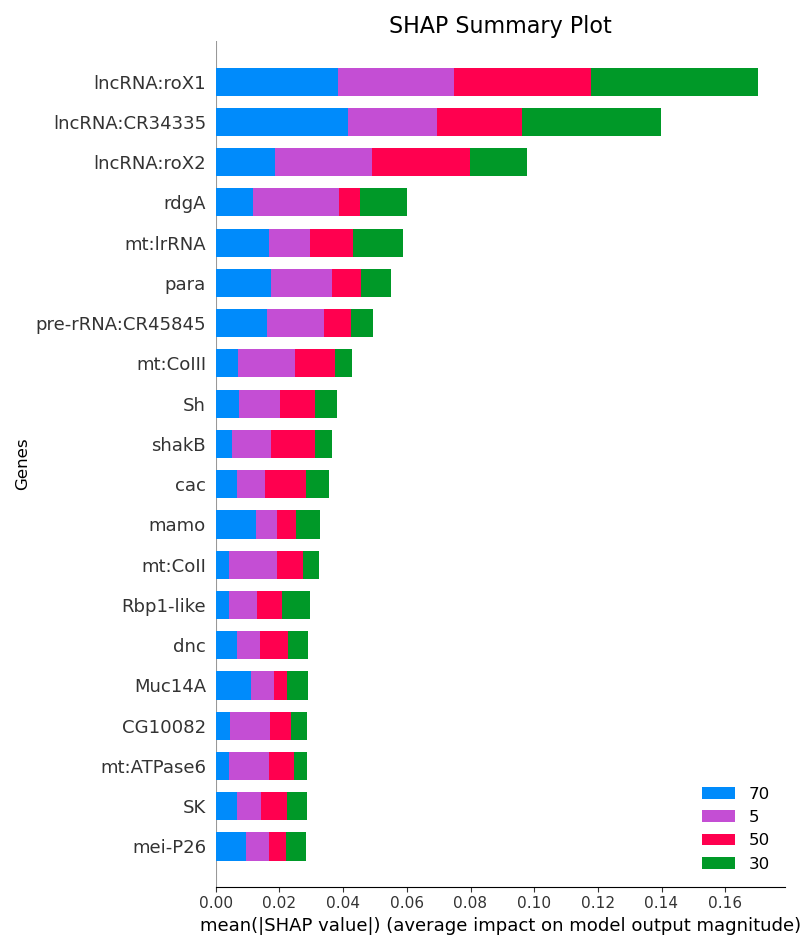 SHAP Summary Plot
Genes
lncRNA:roX1
lncRNA:CR34335
lncRNA:roX2
rdgA
mt:lrRNA
para
pre-rRNA:CR45845
mt:CoIII
Sh
shakB
cac
mamo
mt:CoII
Rbp1-like
dnc
Muc14A
CG10082
mt:ATPase6
SK
mei-P26
70
5
50
30
0.00 0.02 0.04 0.06 0.08 0.10 0.12 0.14 0.16
mean(|SHAP value|) (average impact on model output magnitude)